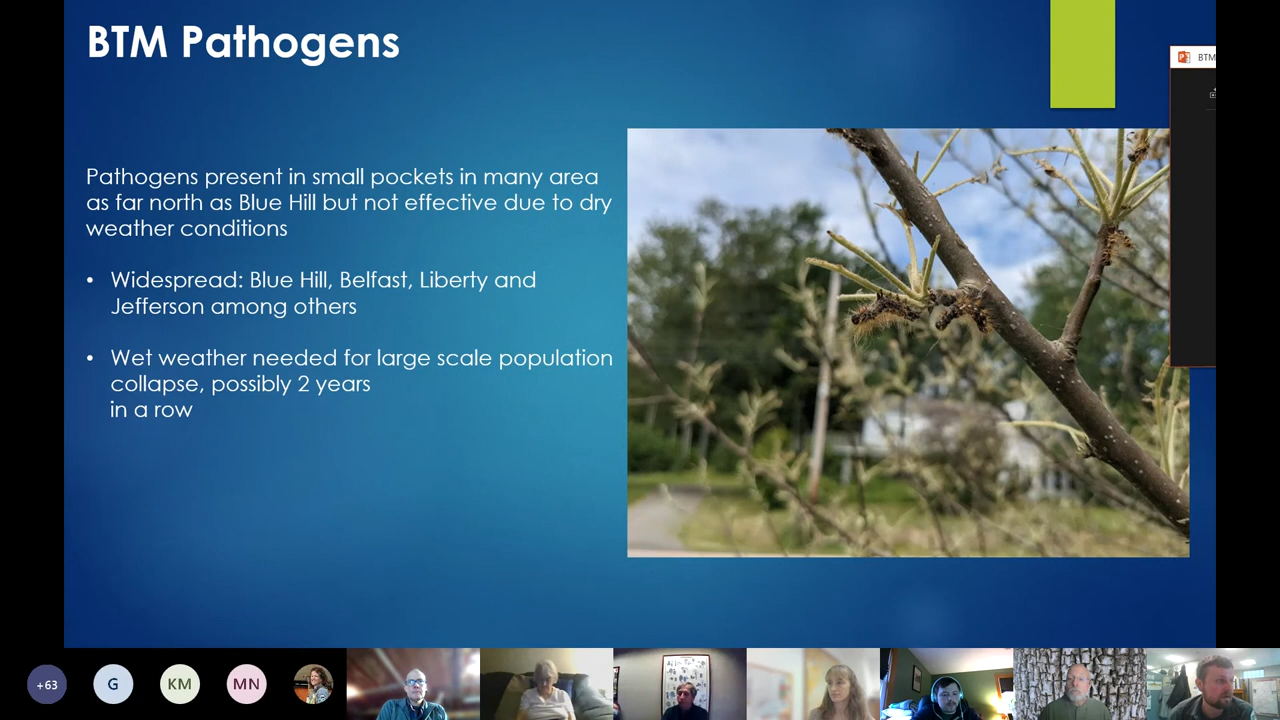 BTM Pathogens
BTM
Pathogens present in small pockets in many area
as far north as Blue Hill but not effective due to dry
weather conditions
• Widespread: Blue Hill, Belfast, Liberty and
Jefferson among others
• Wet weather needed for large scale population
collapse, possibly 2 years
in a row
+63
G
KM
MN